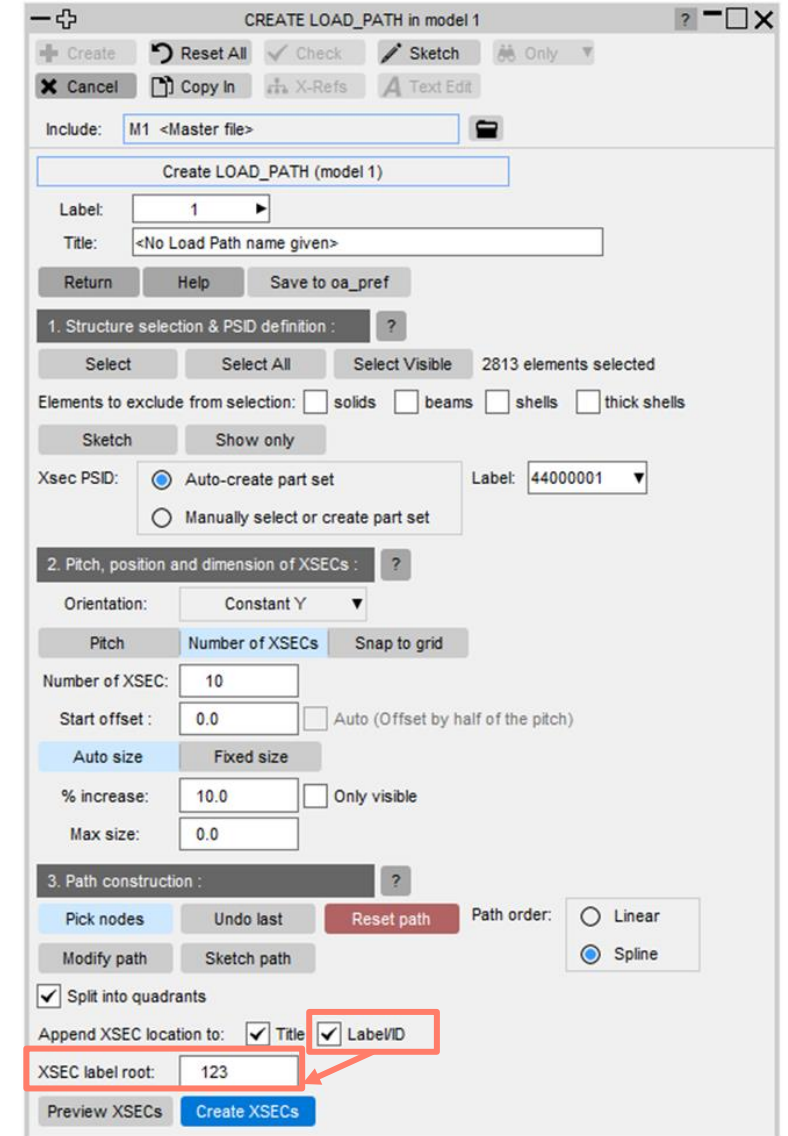 CREATE LOAD_PATH in model 1 ?
Create Reset All Check Sketch Only
Cancel Copy In X-Refs Text Edit
Include: M1 <Master file>
Create LOAD_PATH (model 1)
Label: 1
Title: <No Load Path name given>
Return Help Save to oa_pref
1. Structure selection & PSID definition : ?
Select Select All Select Visible 2813 elements selected
Elements to exclude from selection: solids beams shells thick shells
Sketch Show only
Xsec PSID: Auto-create part set Label: 44000001
Manually select or create part set
2. Pitch, position and dimension of XSECs : ?
Orientation: Constant Y
Pitch Number of XSECs Snap to grid
Number of XSEC: 10
Start offset : 0.0 Auto (Offset by half of the pitch)
Auto size Fixed size
% increase: 10.0 Only visible
Max size: 0.0
3. Path construction : ?
Pick nodes Undo last Reset path Path order: Linear
Modify path Sketch path Spline
Split into quadrants
Append XSEC location to: Title Label/ID
XSEC label root: 123
Preview XSECs Create XSECs